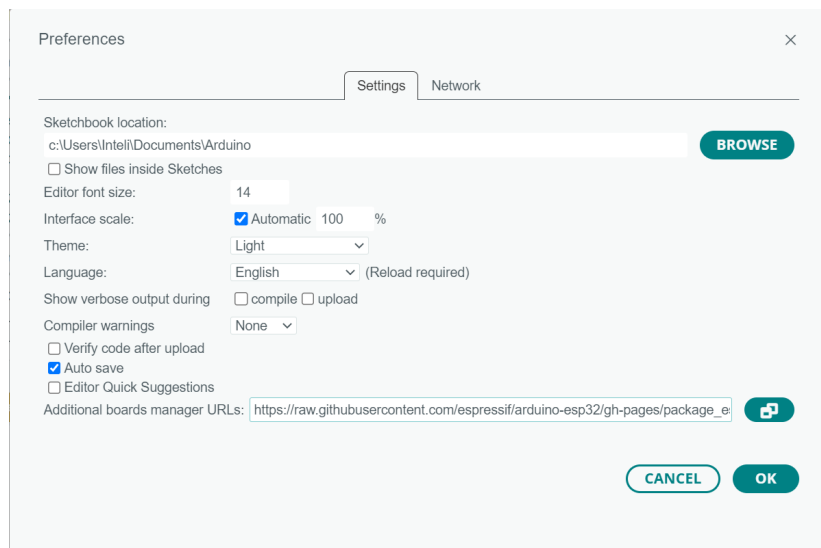 Preferences
Settings Network
Sketchbook location:
c:\Users\Inteli\Documents\Arduino BROWSE
Show files inside Sketches
Editor font size: 14
Interface scale: Automatic 100 %
Theme: Light
Language: English (Reload required)
Show verbose output during compile upload
Compiler warnings None
Verify code after upload
Auto save
Editor Quick Suggestions
Additional boards manager URLs: https://raw.githubusercontent.com/espressif/arduino-esp32/gh-pages/package_e
CANCEL OK